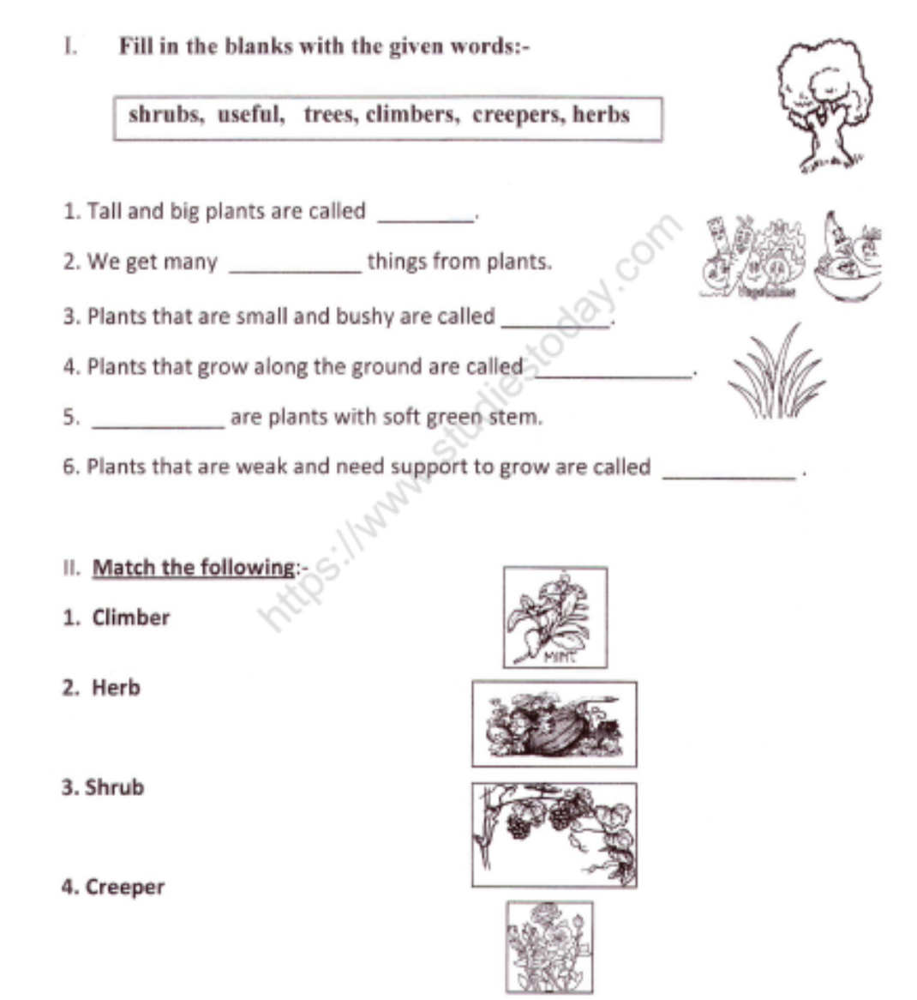 I. Fill in the blanks with the given words:-
shrubs, useful, trees, climbers, creepers, herbs
1. Tall and big plants are called ________.
2. We get many ___________ things from plants.
Vegetables
3. Plants that are small and bushy are called _________.
4. Plants that grow along the ground are called _____________.
5. ___________ are plants with soft green stem.
6. Plants that are weak and need support to grow are called ___________ .
https://www.studiestoday.com
II. Match the following:-
1. Climber
MINT
2. Herb
3. Shrub
4. Creeper